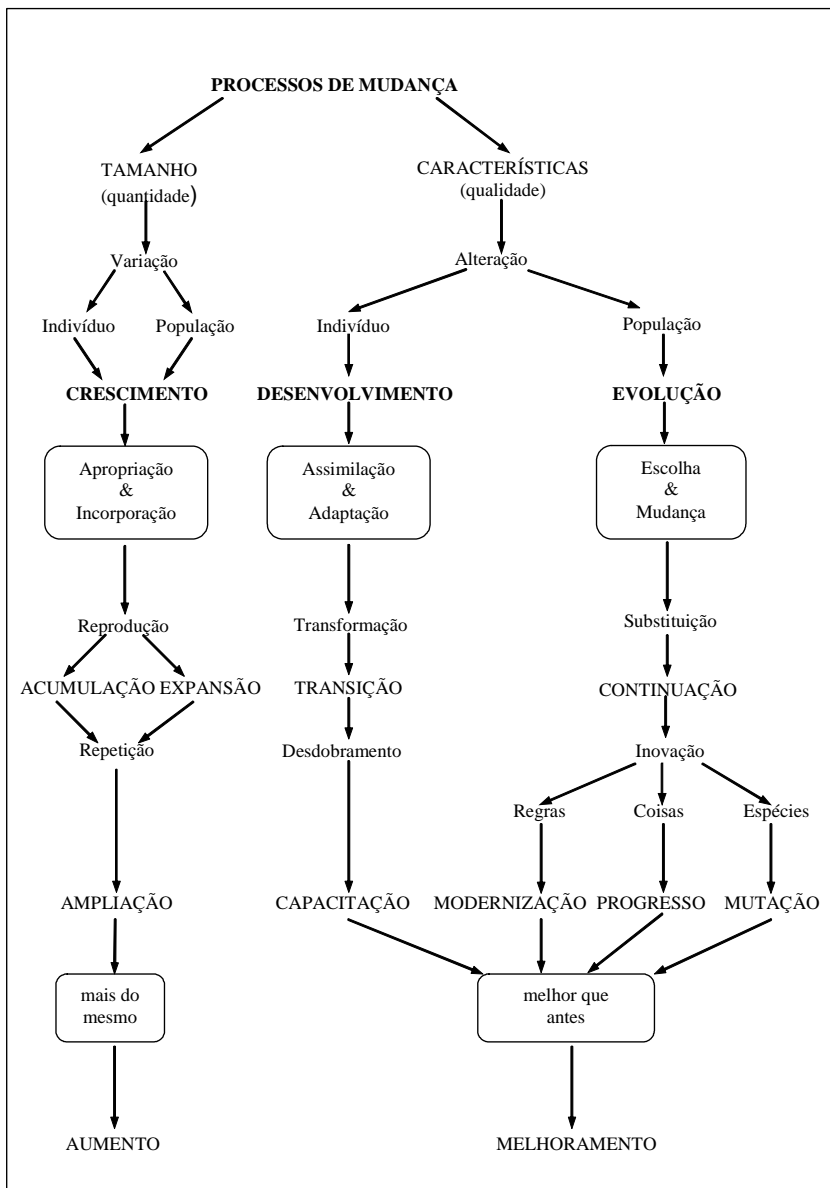 PROCESSOS DE MUDANÇA
TAMANHO
(quantidade)
CARACTERÍSTICAS
(qualidade)
Variação
Alteração
Indivíduo
População
Indivíduo
População
CRESCIMENTO
DESENVOLVIMENTO
EVOLUÇÃO
Apropriação
&
Incorporação
Assimilação
&
Adaptação
Escolha
&
Mudança
Reprodução
Transformação
Substituição
ACUMULAÇÃO EXPANSÃO
TRANSIÇÃO
CONTINUAÇÃO
Repetição
Desdobramento
Inovação
Regras
Coisas
Espécies
AMPLIAÇÃO
CAPACITAÇÃO
MODERNIZAÇÃO
PROGRESSO
MUTAÇÃO
mais do
mesmo
melhor que
antes
AUMENTO
MELHORAMENTO